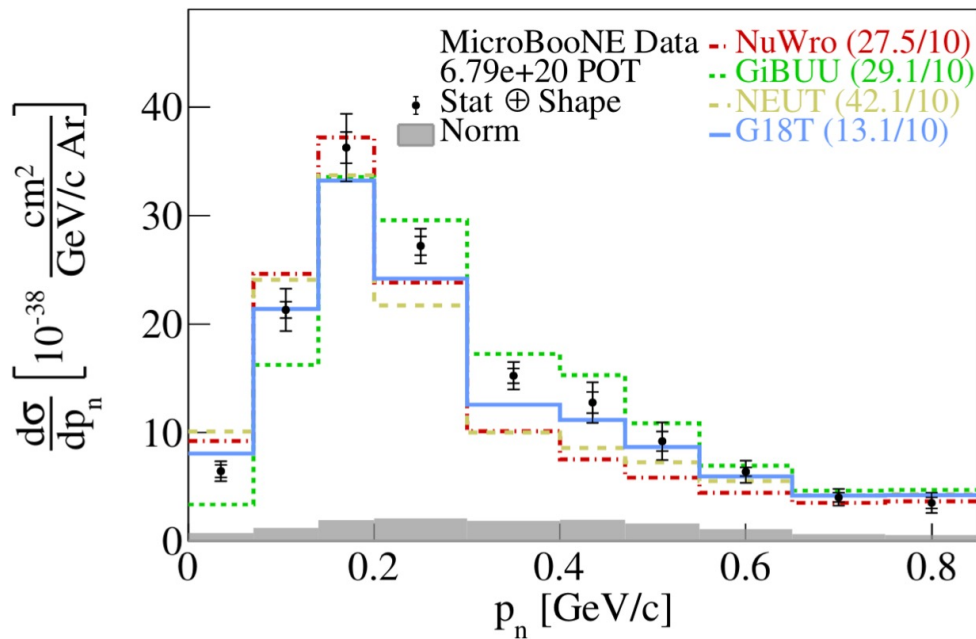 MicroBooNE Data
6.79e+20 POT
Stat ⊕ Shape
Norm
NuWro (27.5/10)
GiBUU (29.1/10)
NEUT (42.1/10)
G18T (13.1/10)
dσ/dpₙ [10⁻³⁸ cm²/(GeV/c Ar)]
40
30
20
10
0
0 0.2 0.4 0.6 0.8
pₙ [GeV/c]